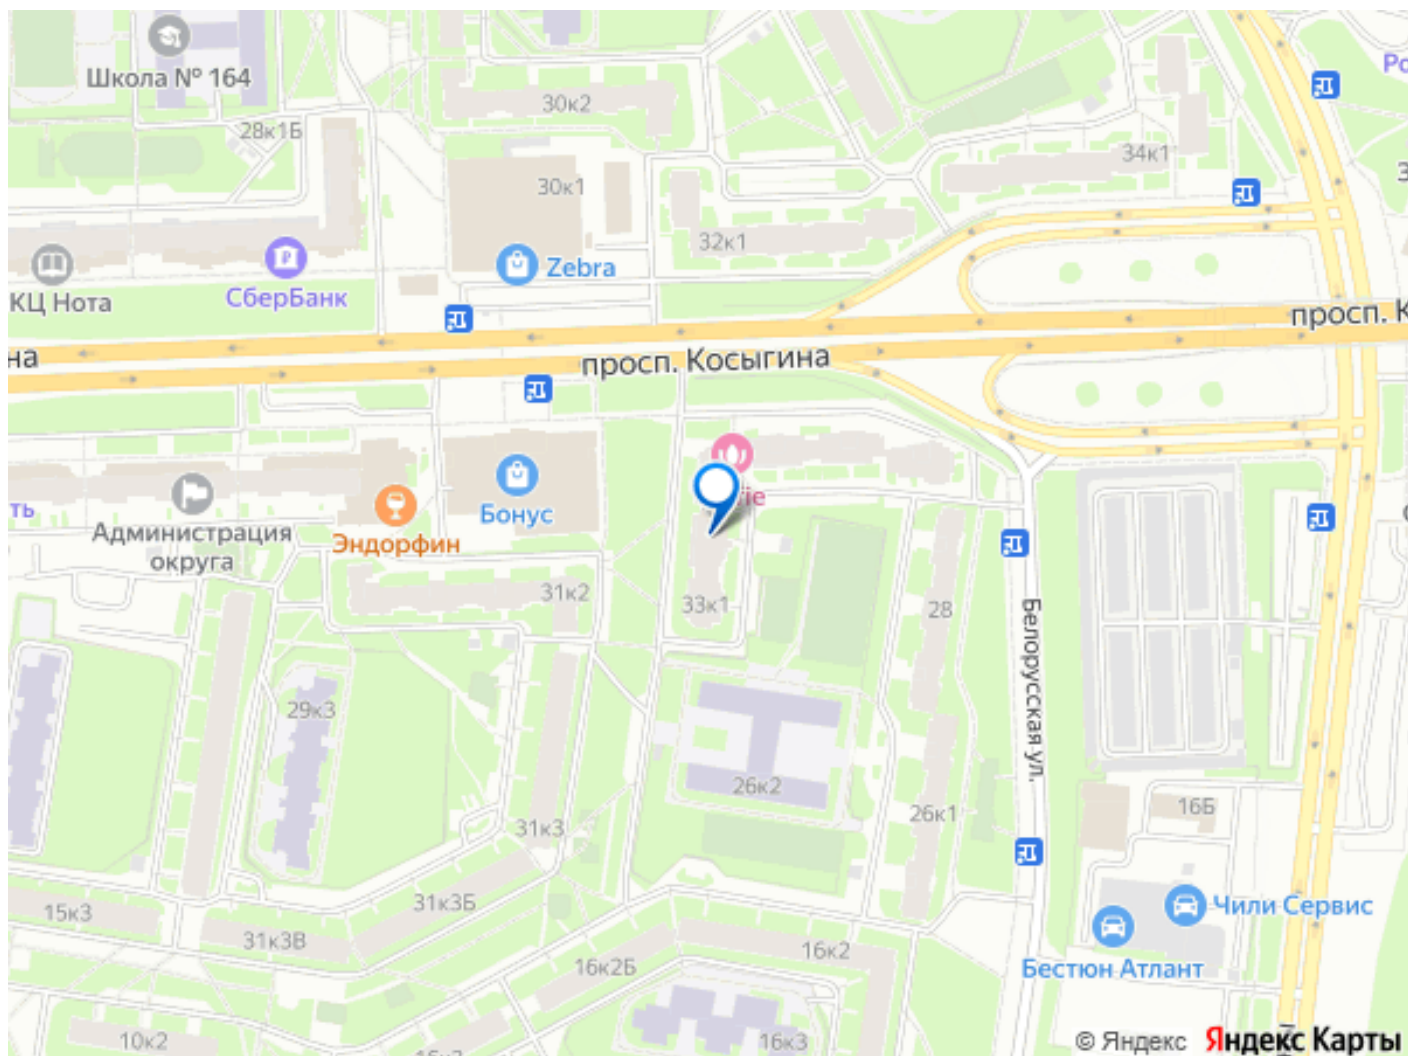 Школа № 164
30к2
28к1Б
34к1
30к1
32к1
КЦ Нота
СберБанк
Zebra
просп. К
на
просп. Косыгина
ть
Администрация
округа
Эндорфин
Бонус
31к2
33к1
28
Белорусская ул.
29к3
26к2
26к1
16Б
31к3
31к3Б
15к3
31к3В
16к2
16к2Б
Чили Сервис
Бестюн Атлант
10к2
16к3
© Яндекс Яндекс Карты